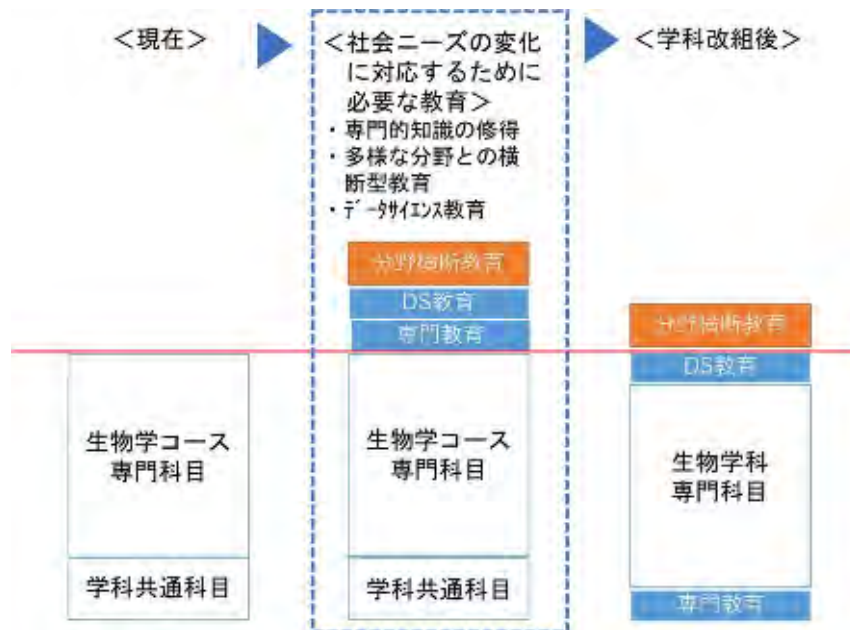 ＜現在＞
＜社会ニーズの変化
に対応するために
必要な教育＞
・専門的知識の修得
・多様な分野との横
断型教育
・ﾃﾞｰﾀｻｲｴﾝｽ教育
分野横断教育
DS教育
専門教育
生物学コース
専門科目
学科共通科目
生物学コース
専門科目
学科共通科目
＜学科改組後＞
分野横断教育
DS教育
生物学科
専門科目
専門教育